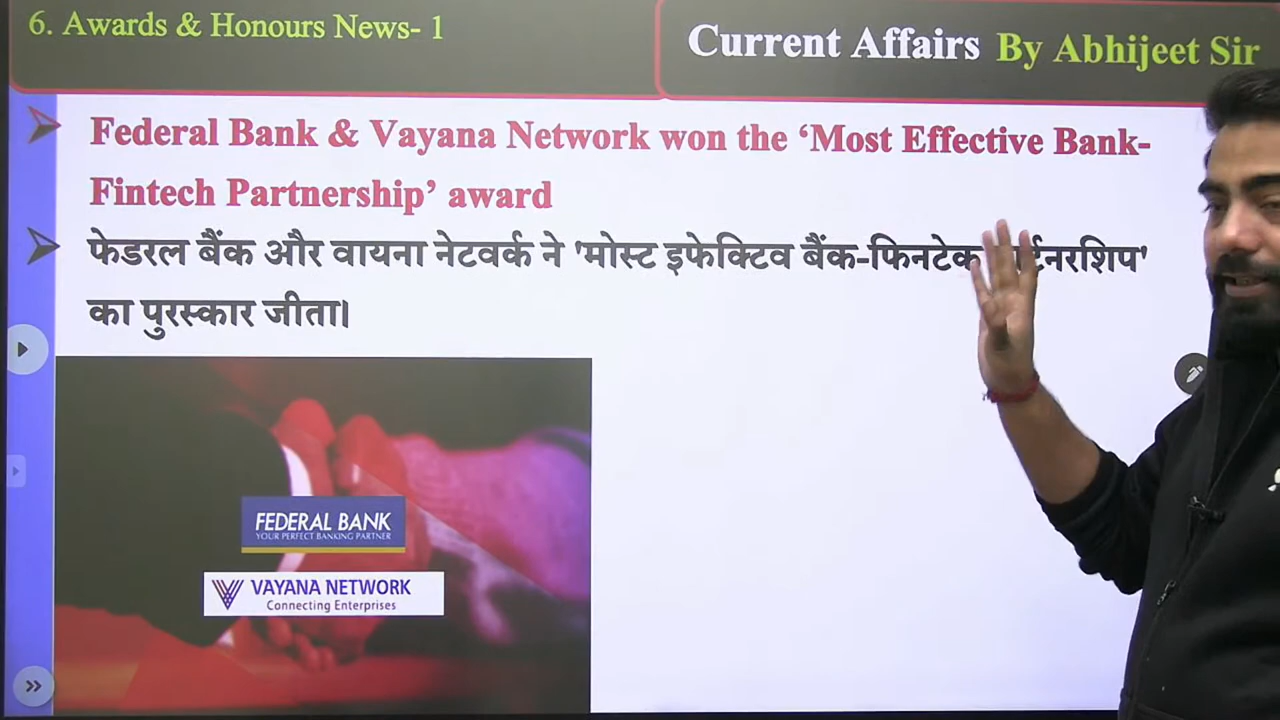 6. Awards & Honours News- 1
Current Affairs By Abhijeet Sir
Federal Bank & Vayana Network won the ‘Most Effective Bank-
Fintech Partnership’ award
फेडरल बैंक और वायना नेटवर्क ने 'मोस्ट इफेक्टिव बैंक-फिनटेक
का पुरस्कार जीता।
FEDERAL BANK
YOUR PERFECT BANKING PARTNER
VAYANA NETWORK
Connecting Enterprises